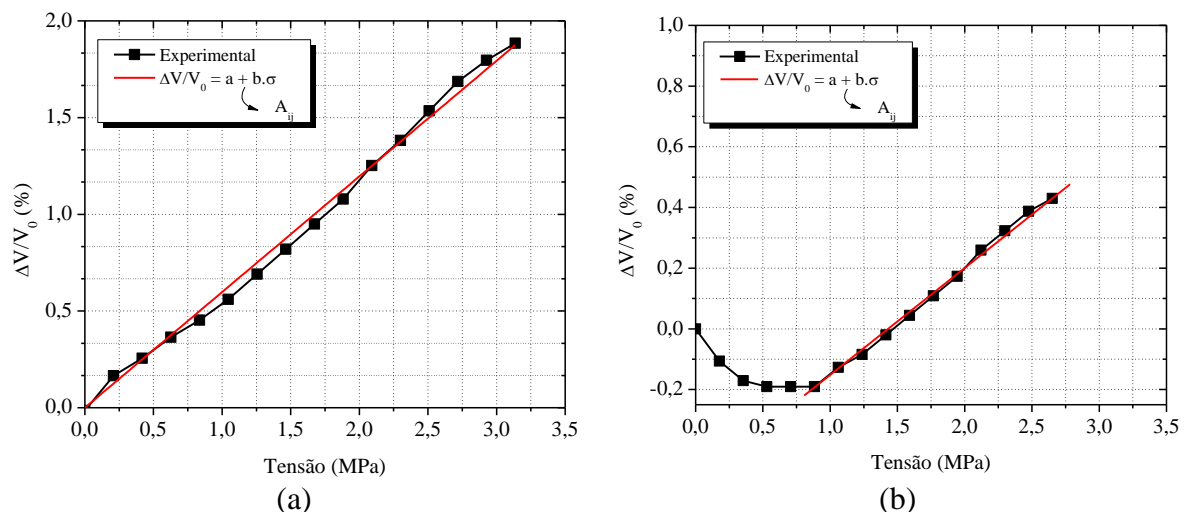 2,0
1,5
1,0
0,5
0,0
ΔV/V₀ (%)
Experimental
ΔV/V₀ = a + b.σ
Aᵢⱼ
0,0 0,5 1,0 1,5 2,0 2,5 3,0 3,5
Tensão (MPa)
(a)
1,0
0,8
0,6
0,4
0,2
0,0
-0,2
ΔV/V₀ (%)
Experimental
ΔV/V₀ = a + b.σ
Aᵢⱼ
0,0 0,5 1,0 1,5 2,0 2,5 3,0 3,5
Tensão (MPa)
(b)